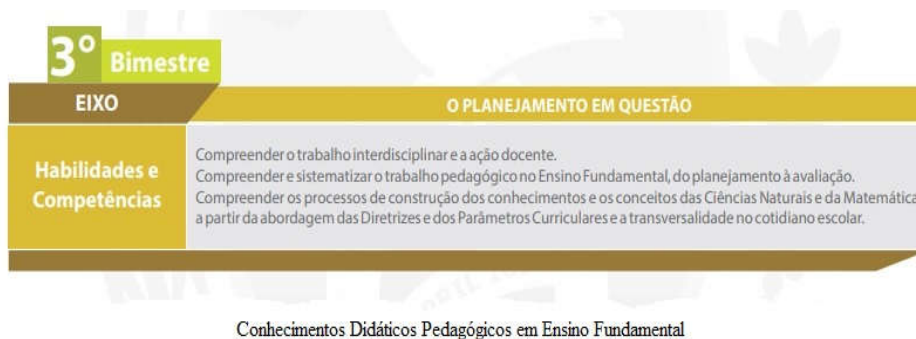 3º Bimestre
EIXO
O PLANEJAMENTO EM QUESTÃO
Habilidades e
Competências
Compreender o trabalho interdisciplinar e a ação docente.
Compreender e sistematizar o trabalho pedagógico no Ensino Fundamental, do planejamento à avaliação.
Compreender os processos de construção dos conhecimentos e os conceitos das Ciências Naturais e da Matemática
a partir da abordagem das Diretrizes e dos Parâmetros Curriculares e a transversalidade no cotidiano escolar.
Conhecimentos Didáticos Pedagógicos em Ensino Fundamental